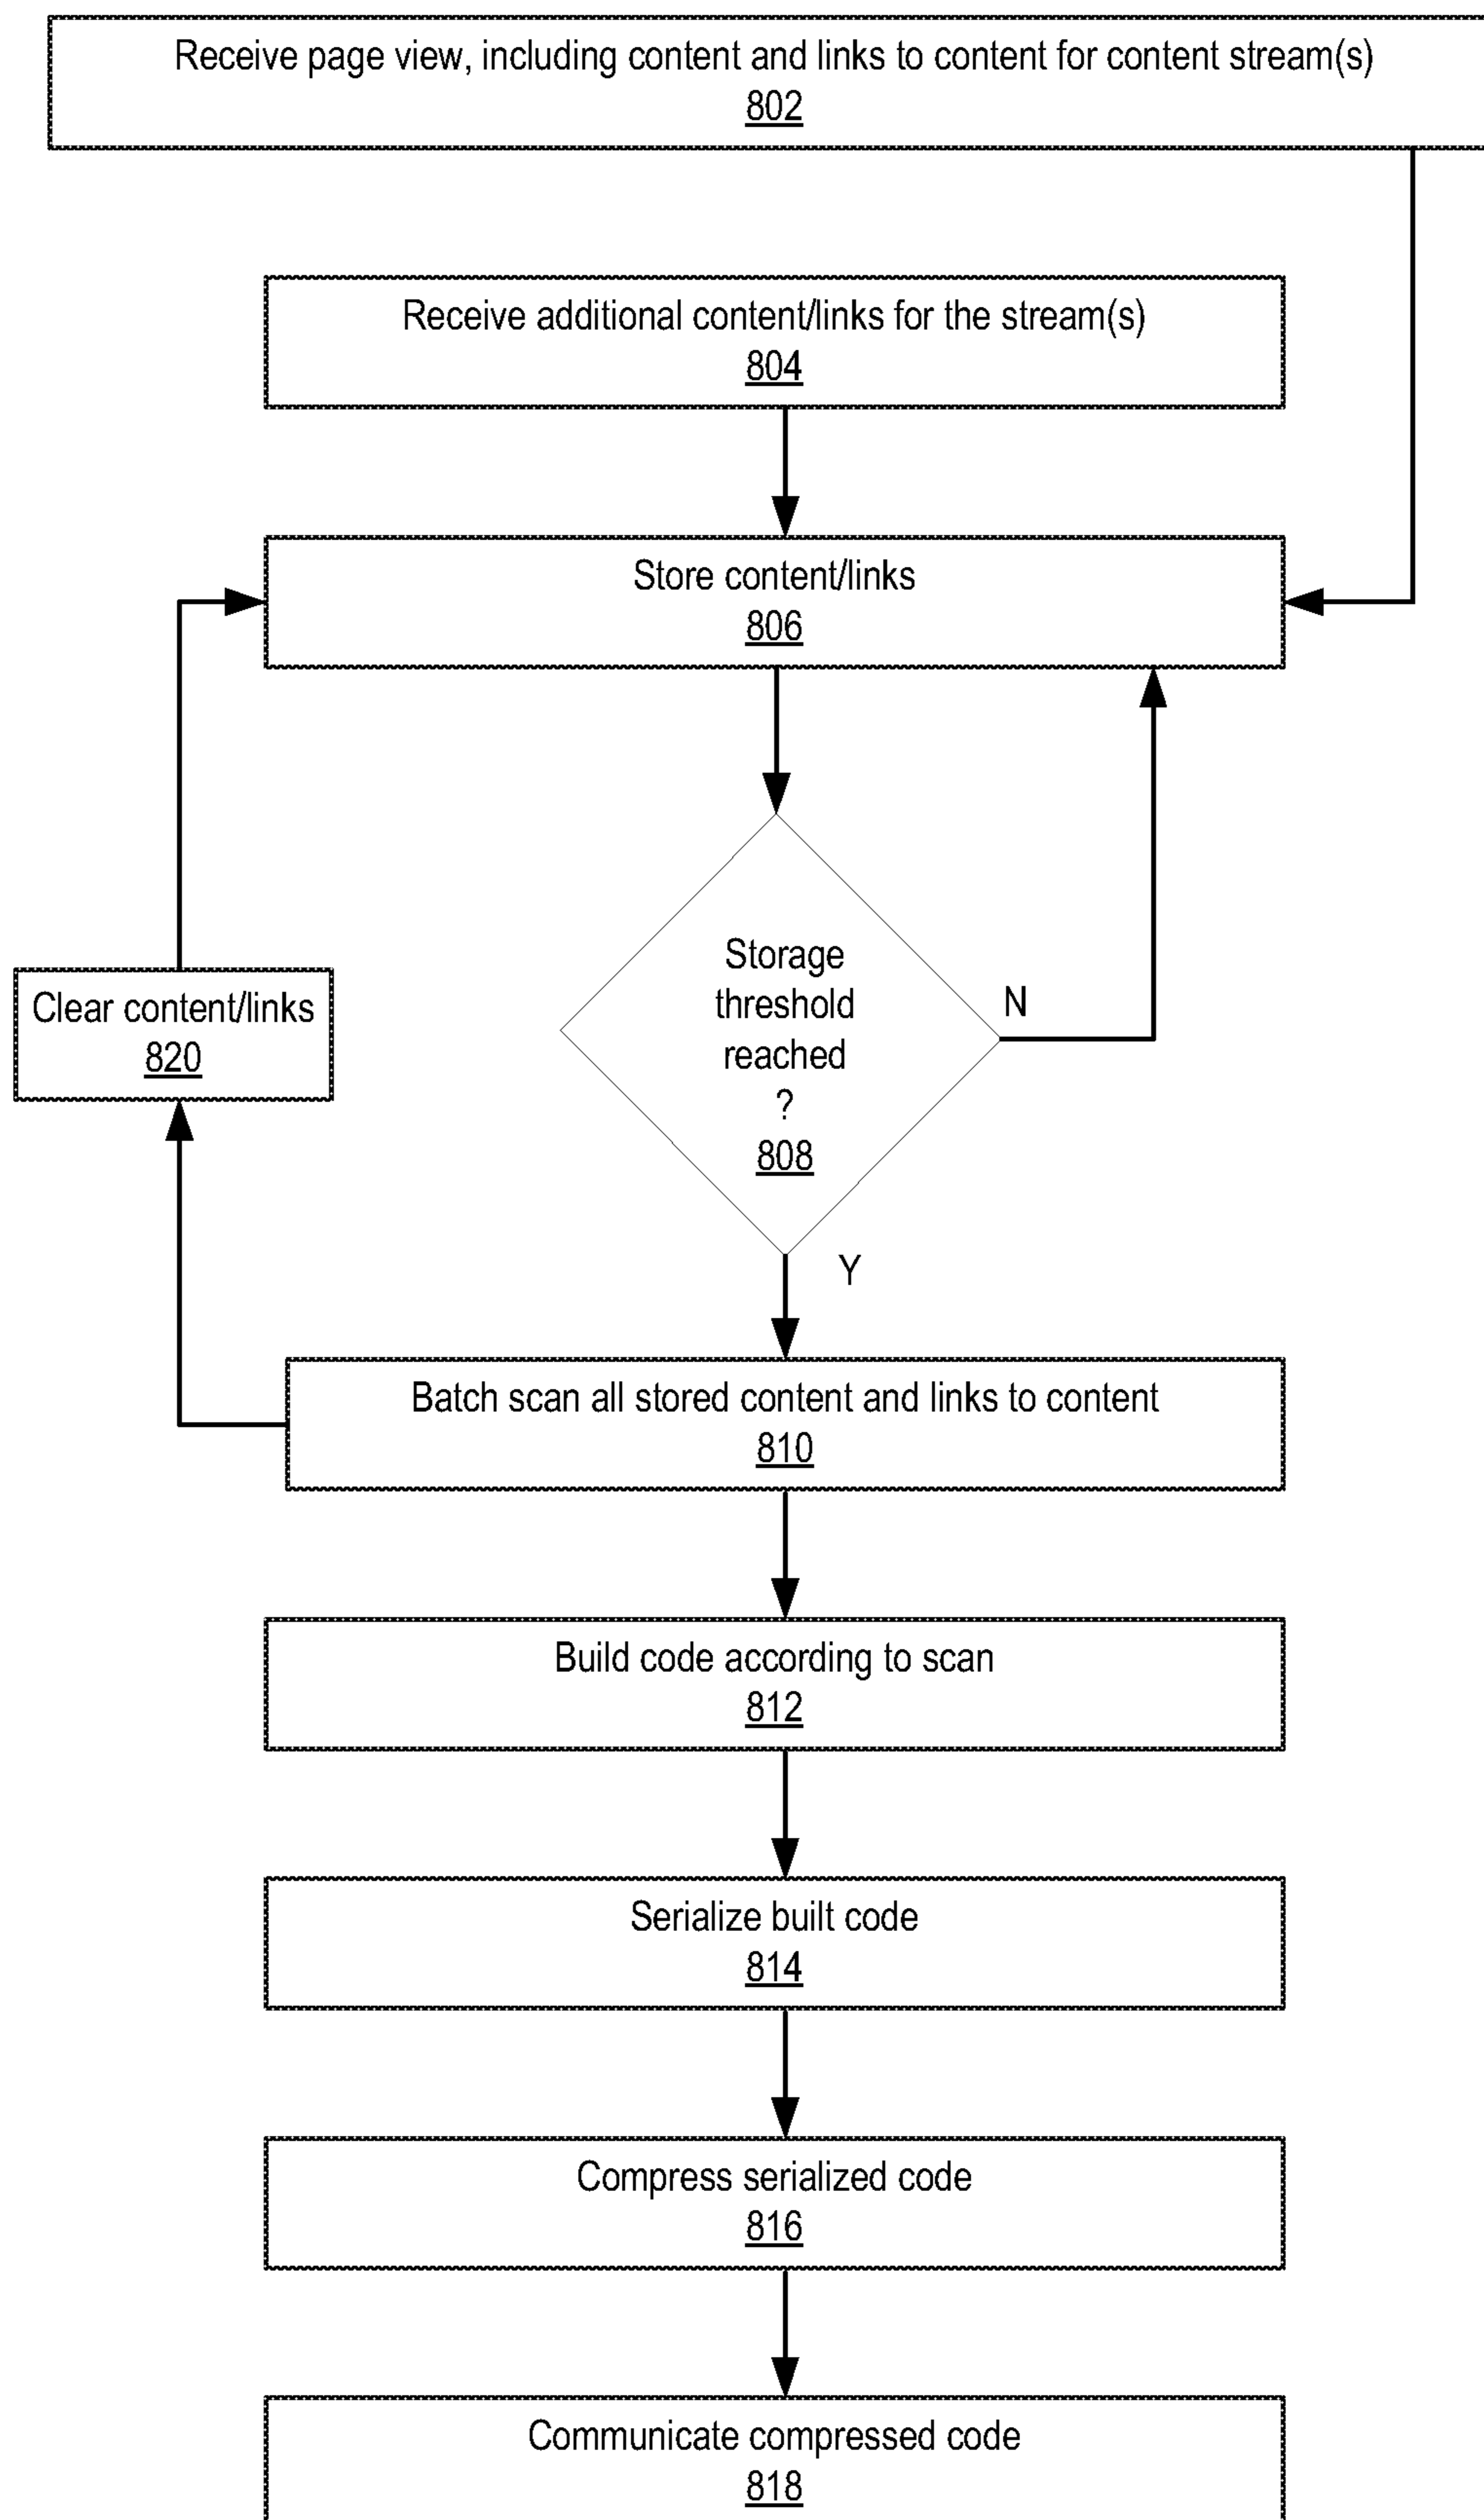 Receive page view, including content and links to content for content stream(s)
802
Receive additional content/links for the stream(s)
804
Store content/links
806
Storage
threshold
reached
?
808
N
Clear content/links
820
Y
Batch scan all stored content and links to content
810
Build code according to scan
812
Serialize built code
814
Compress serialized code
816
Communicate compressed code
818